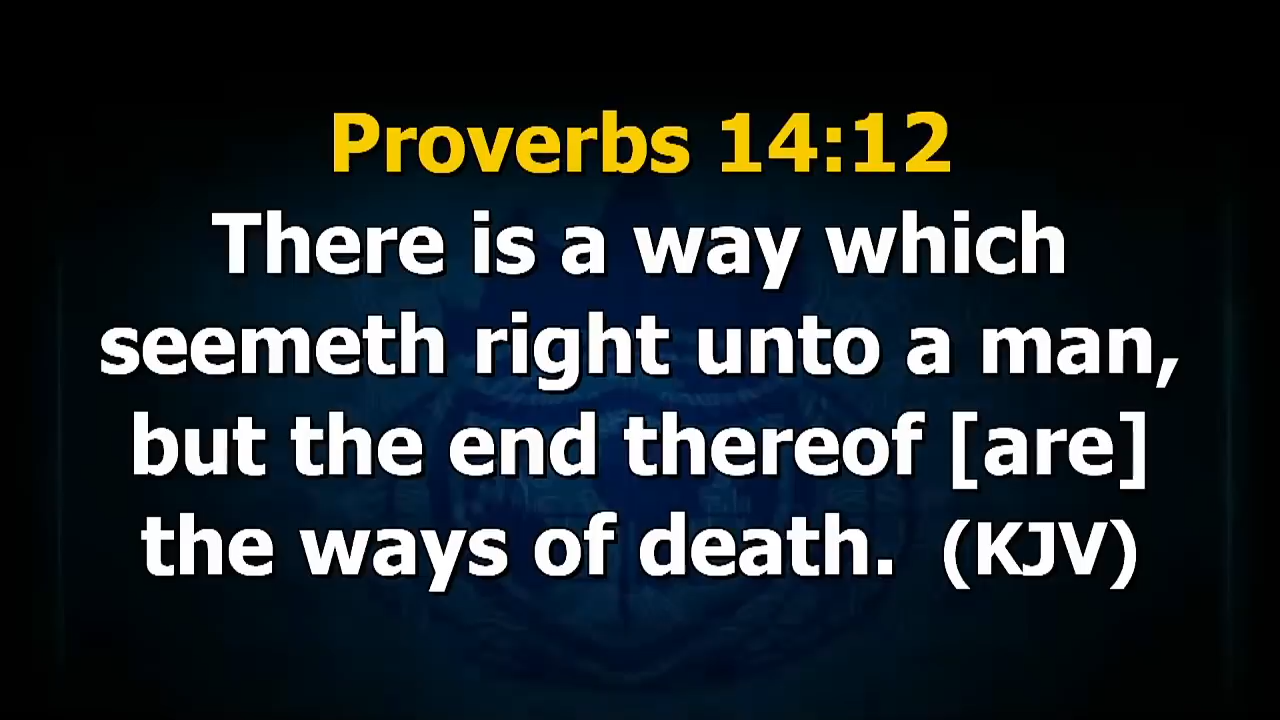 Proverbs 14:12
There is a way which
seemeth right unto a man,
but the end thereof [are]
the ways of death.  (KJV)